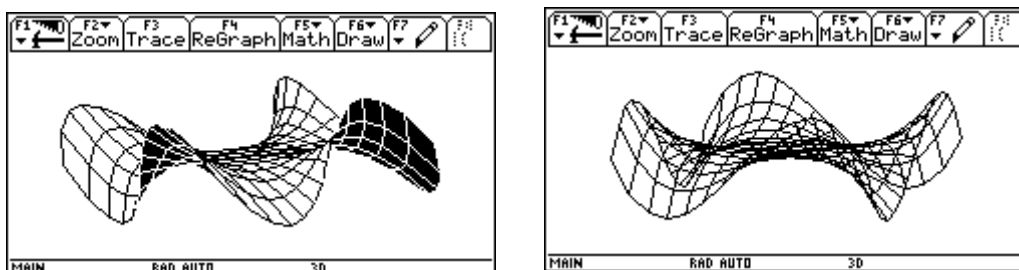 F1 F2 F3 F4 F5 F6 F7
Zoom Trace ReGraph Math Draw
MAIN RAD AUTO 3D
F1 F2 F3 F4 F5 F6 F7
Zoom Trace ReGraph Math Draw
MAIN RAD AUTO 3D